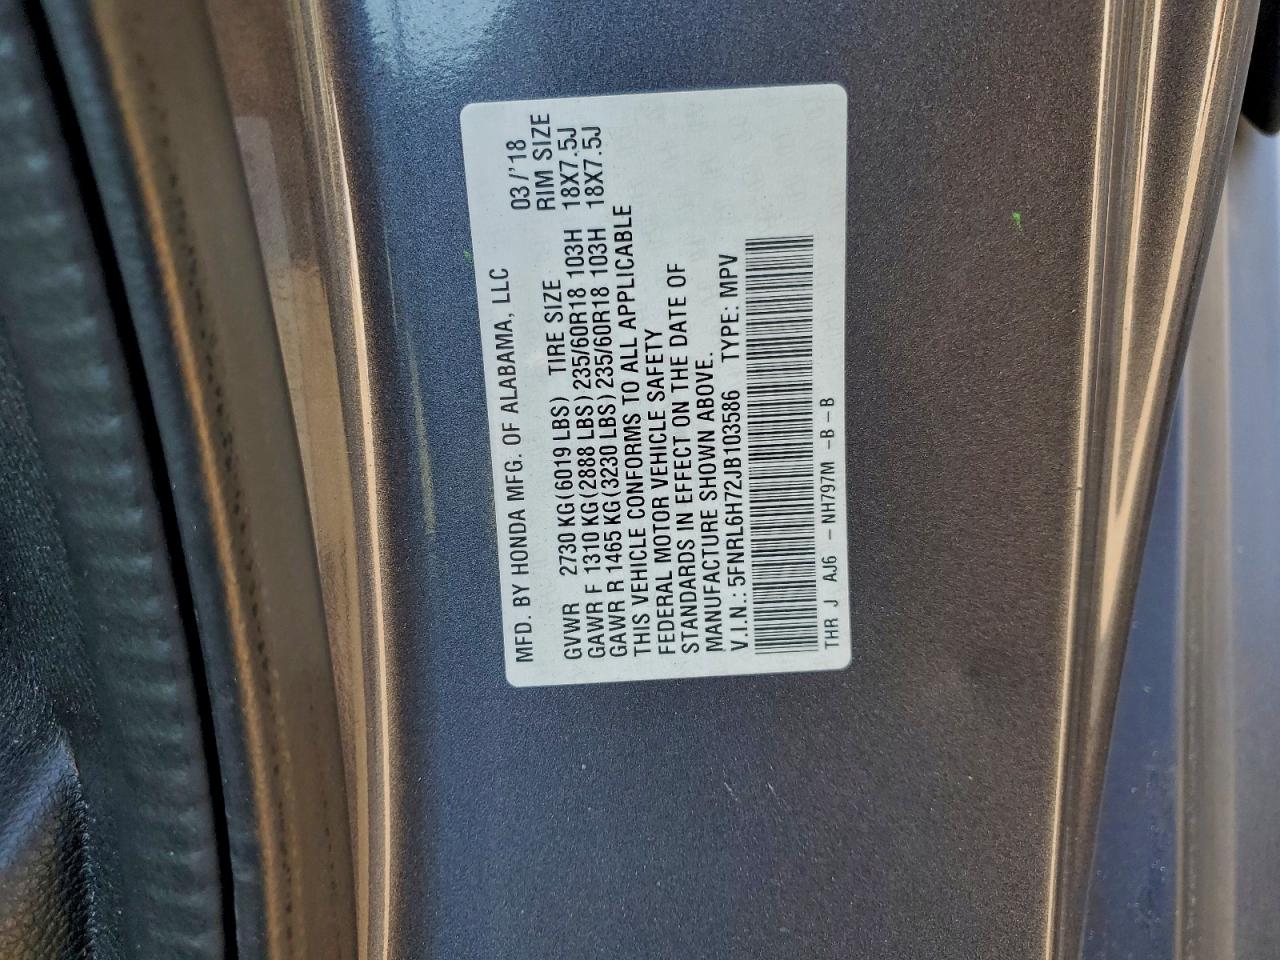 MFD. BY HONDA MFG. OF ALABAMA, LLC 03/'18
GVWR 2730 KG(6019 LBS) TIRE SIZE RIM SIZE
GAWR F 1310 KG(2888 LBS)235/60R18 103H 18X7.5J
GAWR R 1465 KG(3230 LBS)235/60R18 103H 18X7.5J
THIS VEHICLE CONFORMS TO ALL APPLICABLE
FEDERAL MOTOR VEHICLE SAFETY
STANDARDS IN EFFECT ON THE DATE OF
MANUFACTURE SHOWN ABOVE.
V.I.N.:5FNRL6H72JB103586 TYPE: MPV
THR J AJ6 - NH797M -B-B